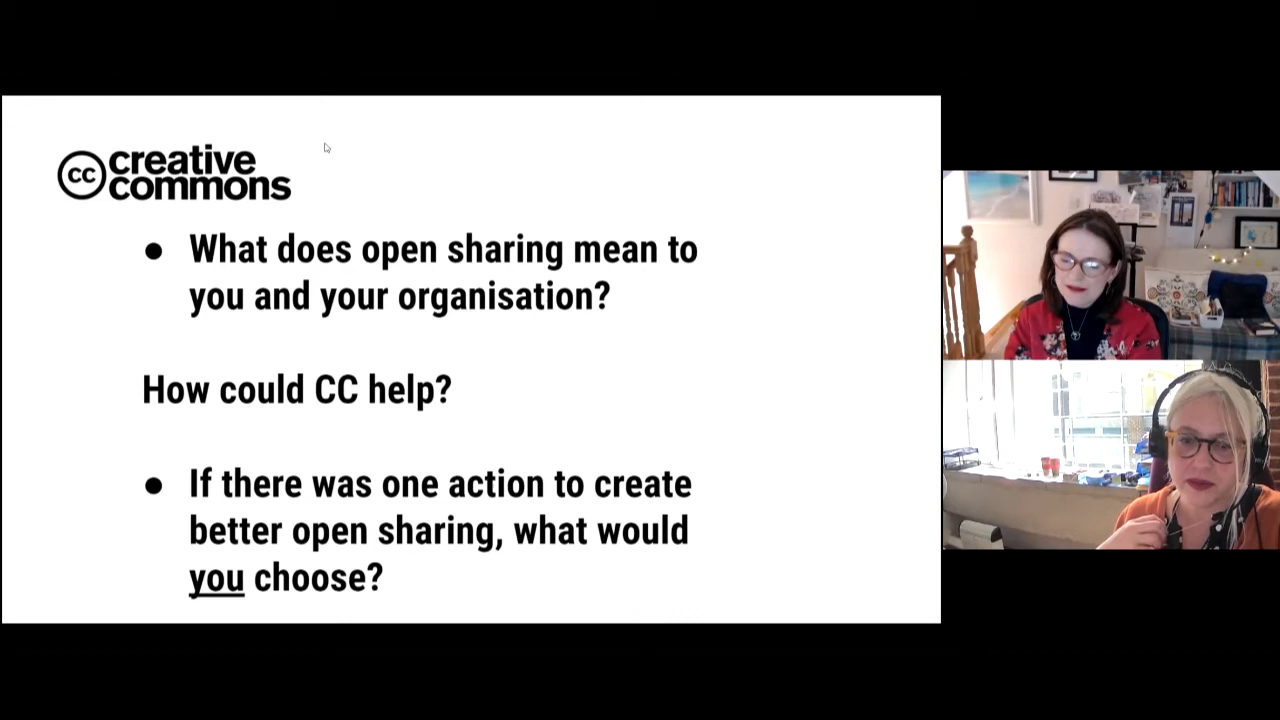 cc creative
commons
● What does open sharing mean to
you and your organisation?
How could CC help?
● If there was one action to create
better open sharing, what would
you choose?